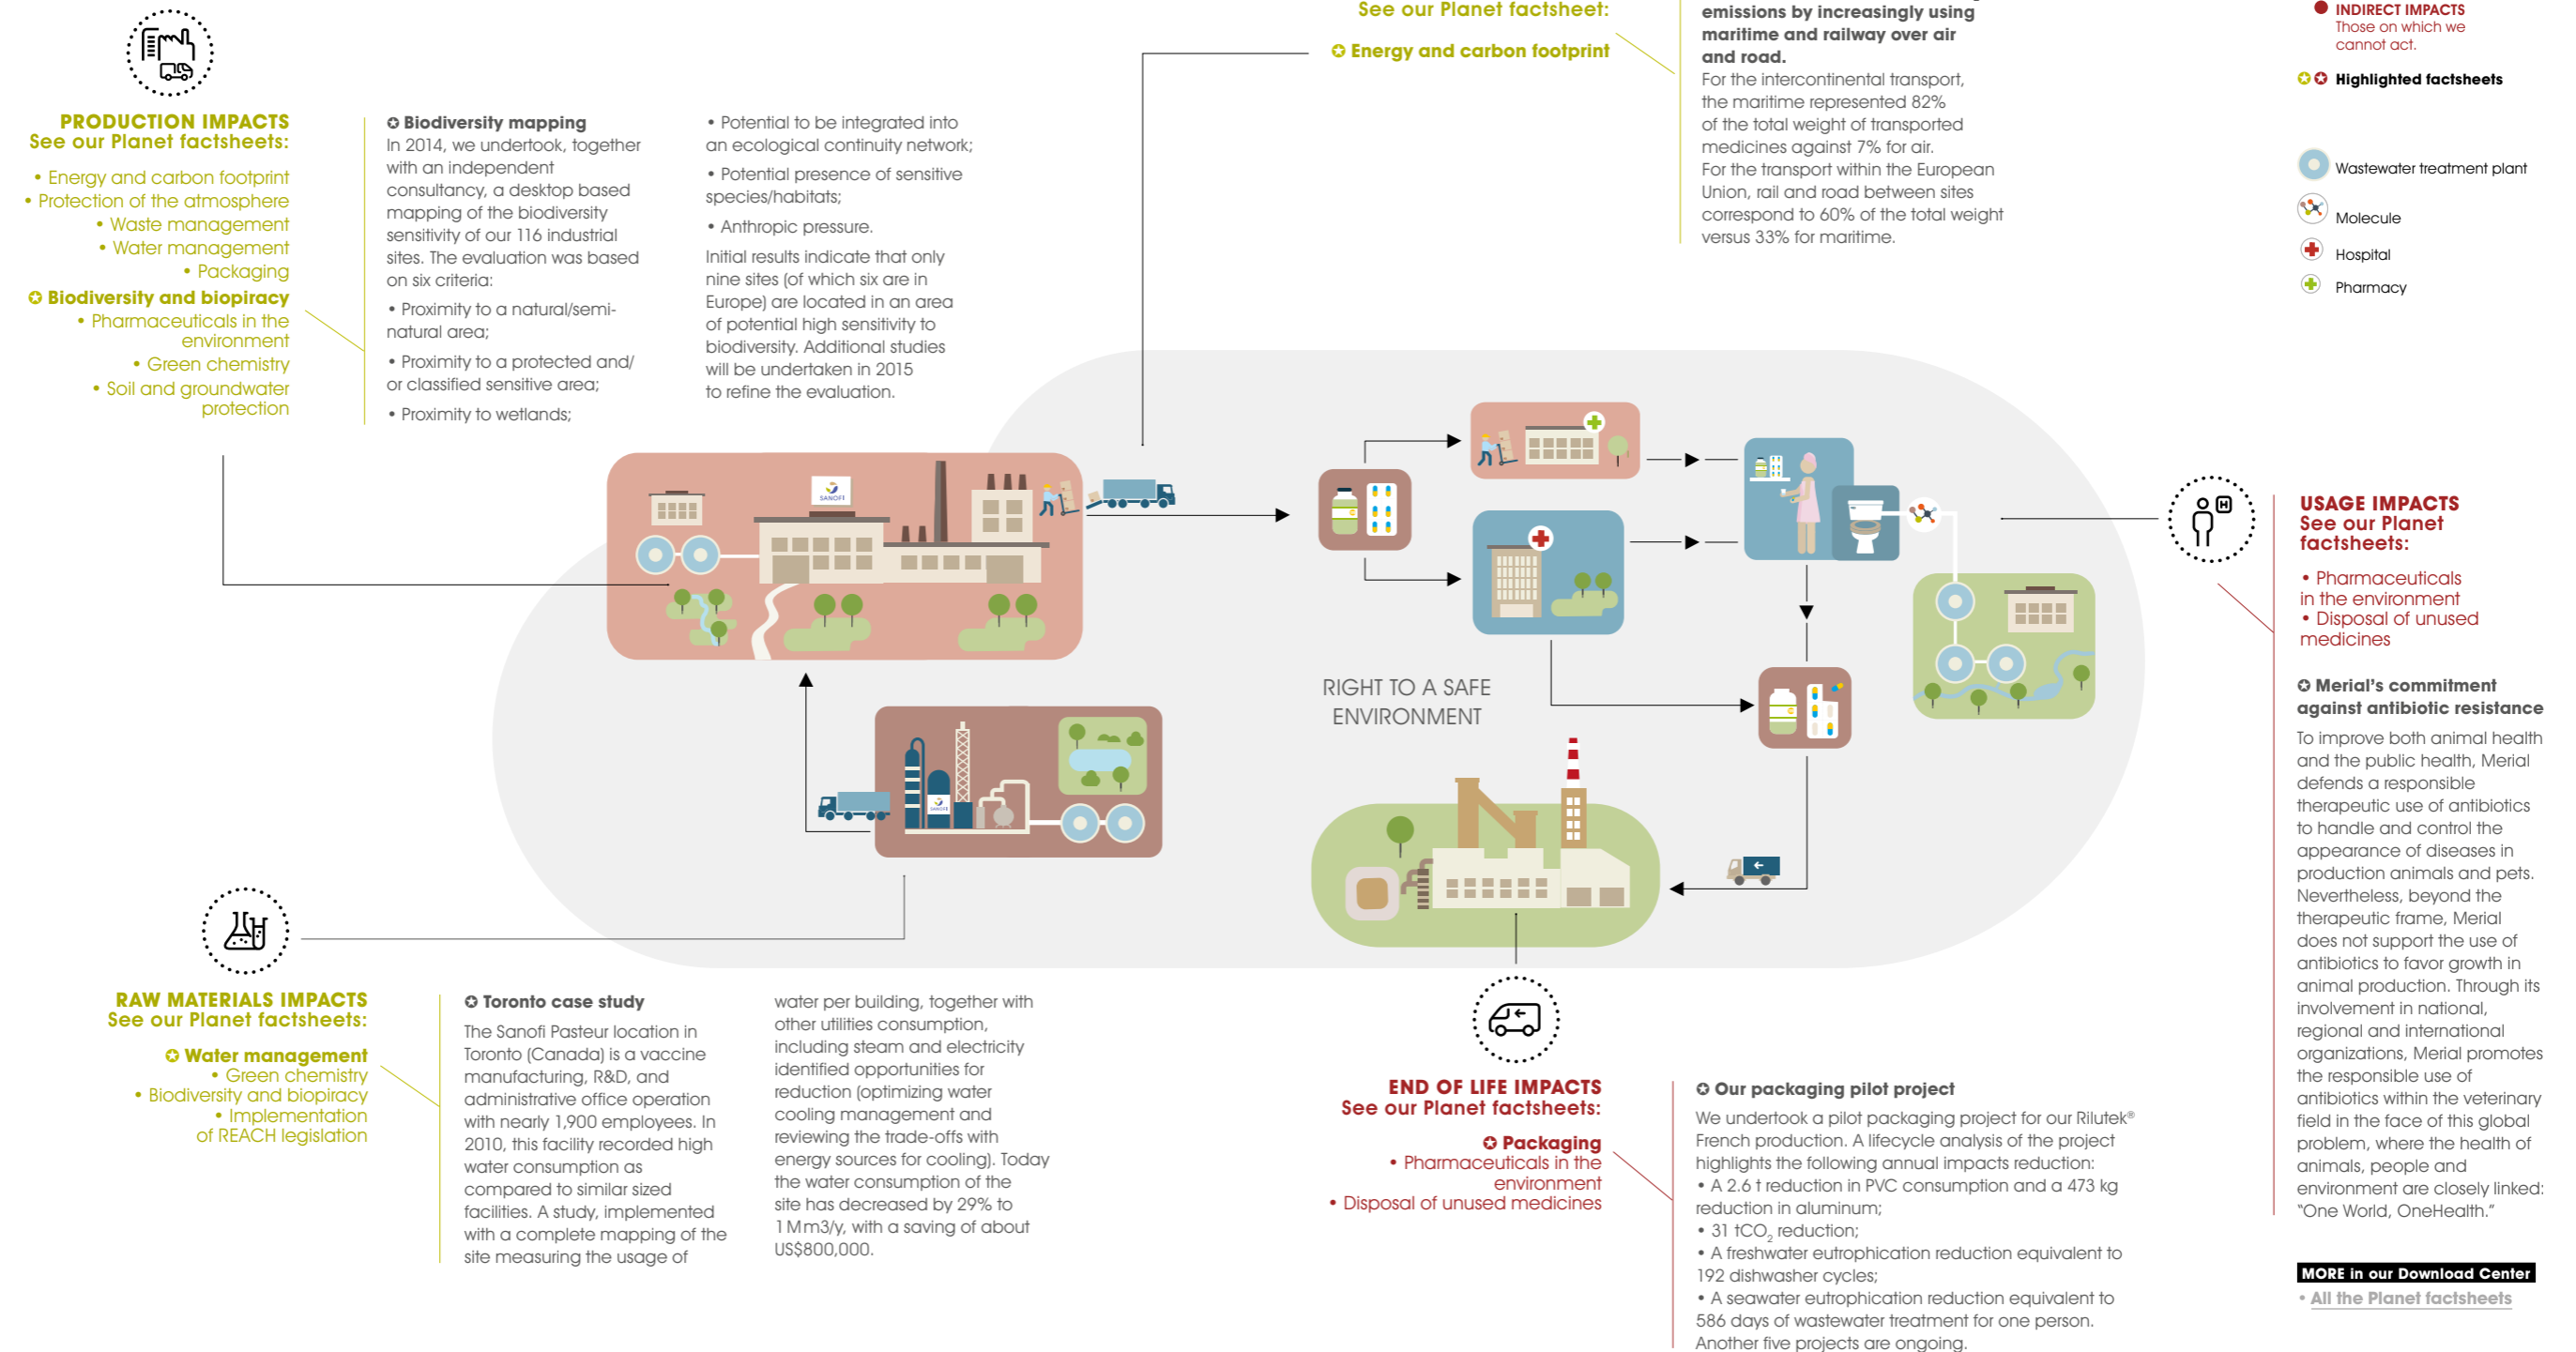 PRODUCTION IMPACTS
See our Planet factsheets:
• Energy and carbon footprint
• Protection of the atmosphere
• Waste management
• Water management
• Packaging
✪ Biodiversity and biopiracy
• Pharmaceuticals in the
environment
• Green chemistry
• Soil and groundwater
protection
✪ Biodiversity mapping
In 2014, we undertook, together
with an independent
consultancy, a desktop based
mapping of the biodiversity
sensitivity of our 116 industrial
sites. The evaluation was based
on six criteria:
• Proximity to a natural/semi-
natural area;
• Proximity to a protected and/
or classified sensitive area;
• Proximity to wetlands;
• Potential to be integrated into
an ecological continuity network;
• Potential presence of sensitive
species/habitats;
• Anthropic pressure.
Initial results indicate that only
nine sites (of which six are in
Europe) are located in an area
of potential high sensitivity to
biodiversity. Additional studies
will be undertaken in 2015
to refine the evaluation.
See our Planet factsheet:
✪ Energy and carbon footprint
emissions by increasingly using
maritime and railway over air
and road.
For the intercontinental transport,
the maritime represented 82%
of the total weight of transported
medicines against 7% for air.
For the transport within the European
Union, rail and road between sites
correspond to 60% of the total weight
versus 33% for maritime.
INDIRECT IMPACTS
Those on which we
cannot act.
✪✪ Highlighted factsheets
Wastewater treatment plant
Molecule
Hospital
Pharmacy
SANOFI
SANOFI
RIGHT TO A SAFE
ENVIRONMENT
H
USAGE IMPACTS
See our Planet
factsheets:
• Pharmaceuticals
in the environment
• Disposal of unused
medicines
✪ Merial's commitment
against antibiotic resistance
To improve both animal health
and the public health, Merial
defends a responsible
therapeutic use of antibiotics
to handle and control the
appearance of diseases in
production animals and pets.
Nevertheless, beyond the
therapeutic frame, Merial
does not support the use of
antibiotics to favor growth in
animal production. Through its
involvement in national,
regional and international
organizations, Merial promotes
the responsible use of
antibiotics within the veterinary
field in the face of this global
problem, where the health of
animals, people and
environment are closely linked:
“One World, OneHealth.”
MORE in our Download Center
• All the Planet factsheets
RAW MATERIALS IMPACTS
See our Planet factsheets:
✪ Water management
• Green chemistry
• Biodiversity and biopiracy
• Implementation
of REACH legislation
✪ Toronto case study
The Sanofi Pasteur location in
Toronto (Canada) is a vaccine
manufacturing, R&D, and
administrative office operation
with nearly 1,900 employees. In
2010, this facility recorded high
water consumption as
compared to similar sized
facilities. A study, implemented
with a complete mapping of the
site measuring the usage of
water per building, together with
other utilities consumption,
including steam and electricity
identified opportunities for
reduction (optimizing water
cooling management and
reviewing the trade-offs with
energy sources for cooling). Today
the water consumption of the
site has decreased by 29% to
1 Mm3/y, with a saving of about
US$800,000.
END OF LIFE IMPACTS
See our Planet factsheets:
✪ Packaging
• Pharmaceuticals in the
environment
• Disposal of unused medicines
✪ Our packaging pilot project
We undertook a pilot packaging project for our Rilutek®
French production. A lifecycle analysis of the project
highlights the following annual impacts reduction:
• A 2.6 t reduction in PVC consumption and a 473 kg
reduction in aluminum;
• 31 tCO₂ reduction;
• A freshwater eutrophication reduction equivalent to
192 dishwasher cycles;
• A seawater eutrophication reduction equivalent to
586 days of wastewater treatment for one person.
Another five projects are ongoing.